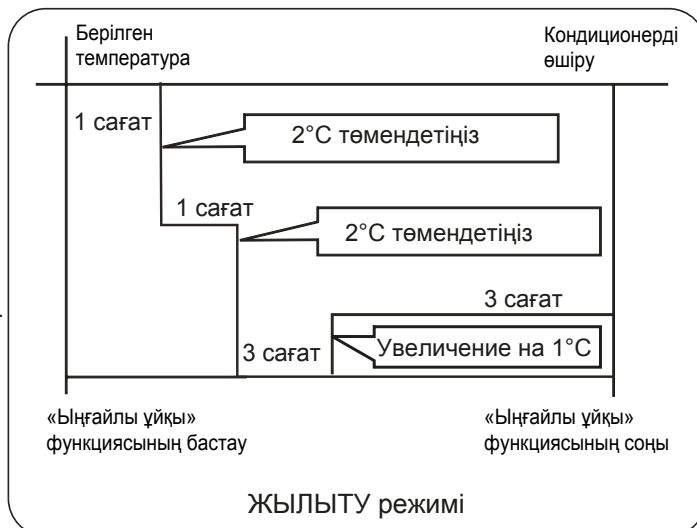 Берілген
температура
Кондиционерді
өшіру
1 сағат
2°C төмендетіңіз
1 сағат
2°C төмендетіңіз
3 сағат
3 сағат
Увеличение на 1°C
«Ыңғайлы ұйқы»
функциясының бастау
«Ыңғайлы ұйқы»
функциясының соңы
ЖЫЛЫТУ режимі